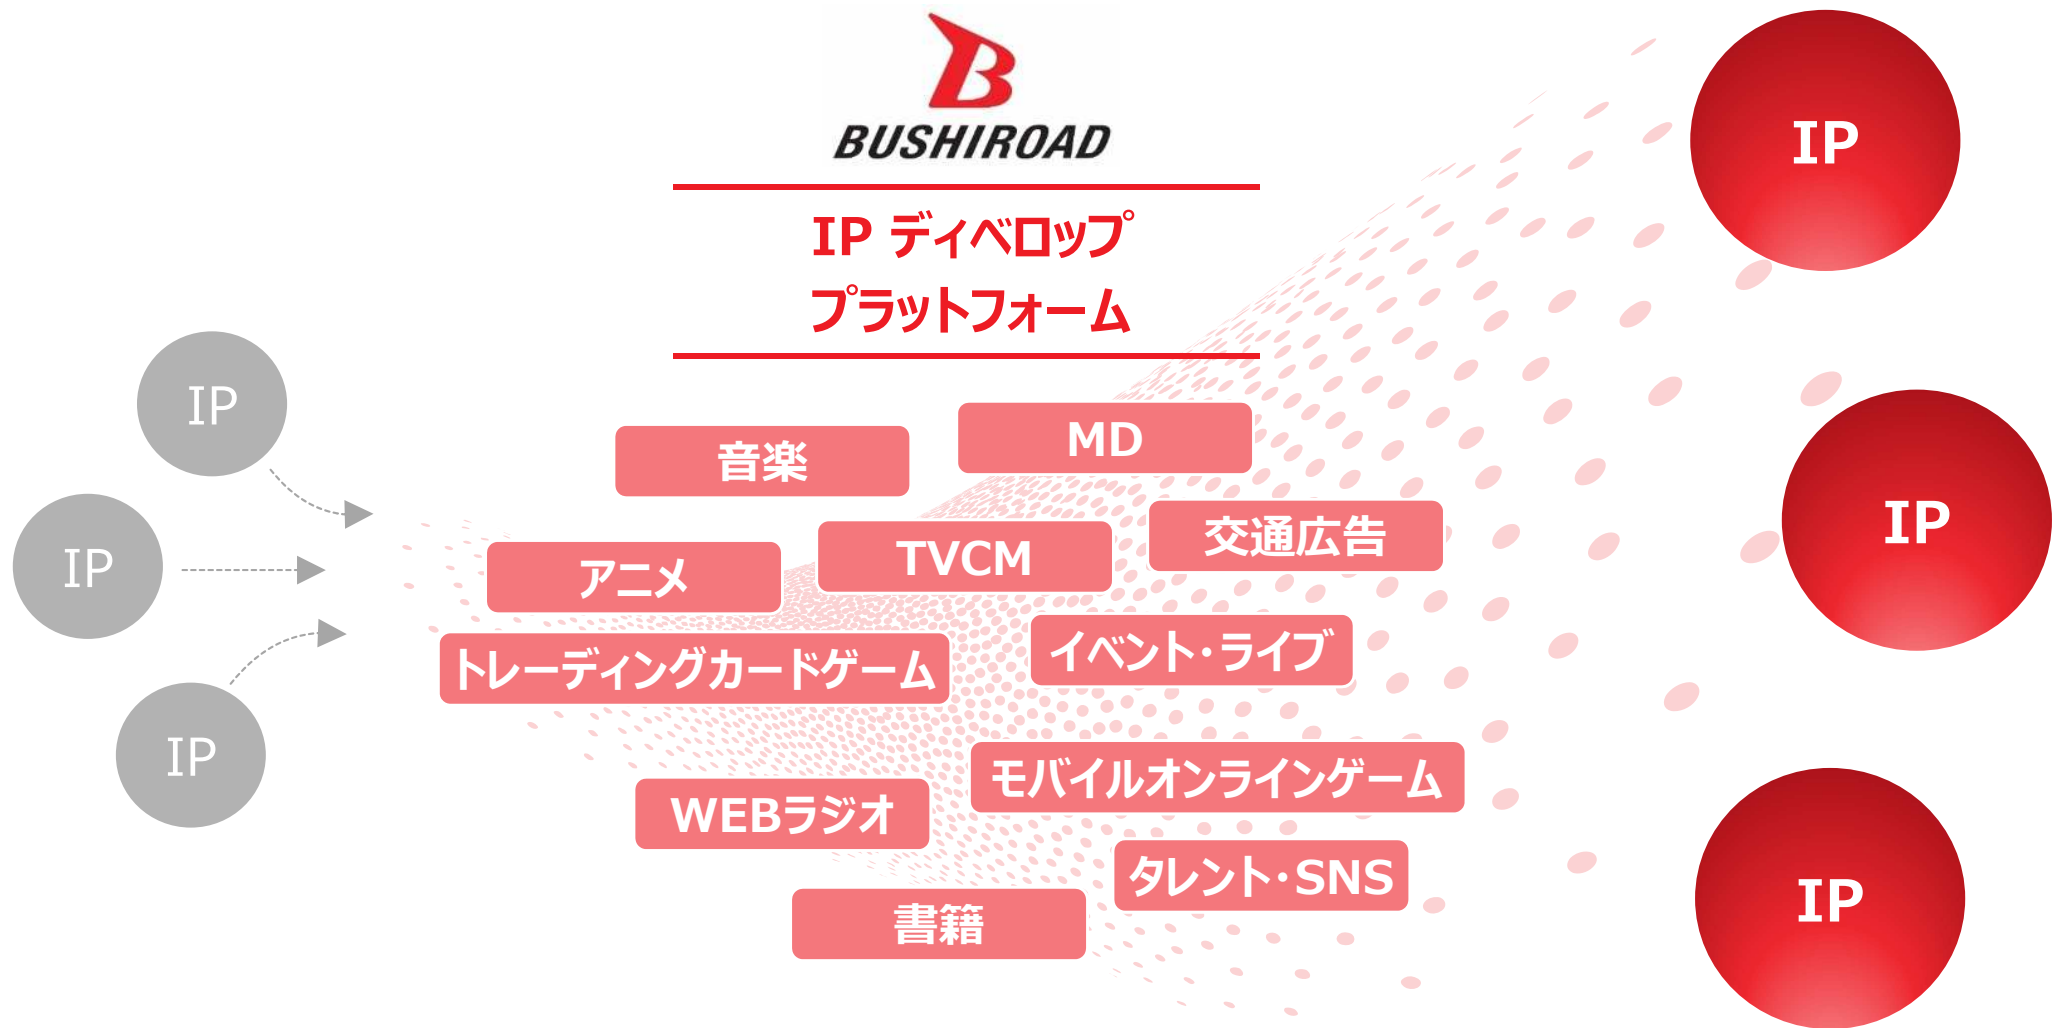 BUSHIROAD
IP ディベロップ
プラットフォーム
IP
IP
IP
音楽
MD
アニメ
TVCM
交通広告
トレーディングカードゲーム
イベント・ライブ
WEBラジオ
モバイルオンラインゲーム
タレント・SNS
書籍
IP
IP
IP